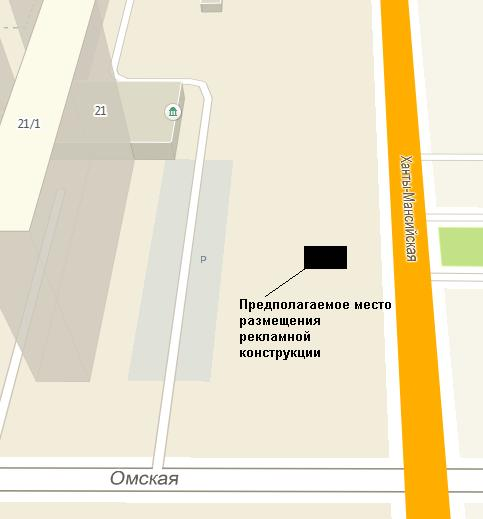 21
21/1
Ханты-Мансийская
P
Предполагаемое место
размещения
рекламной
конструкции
Омская